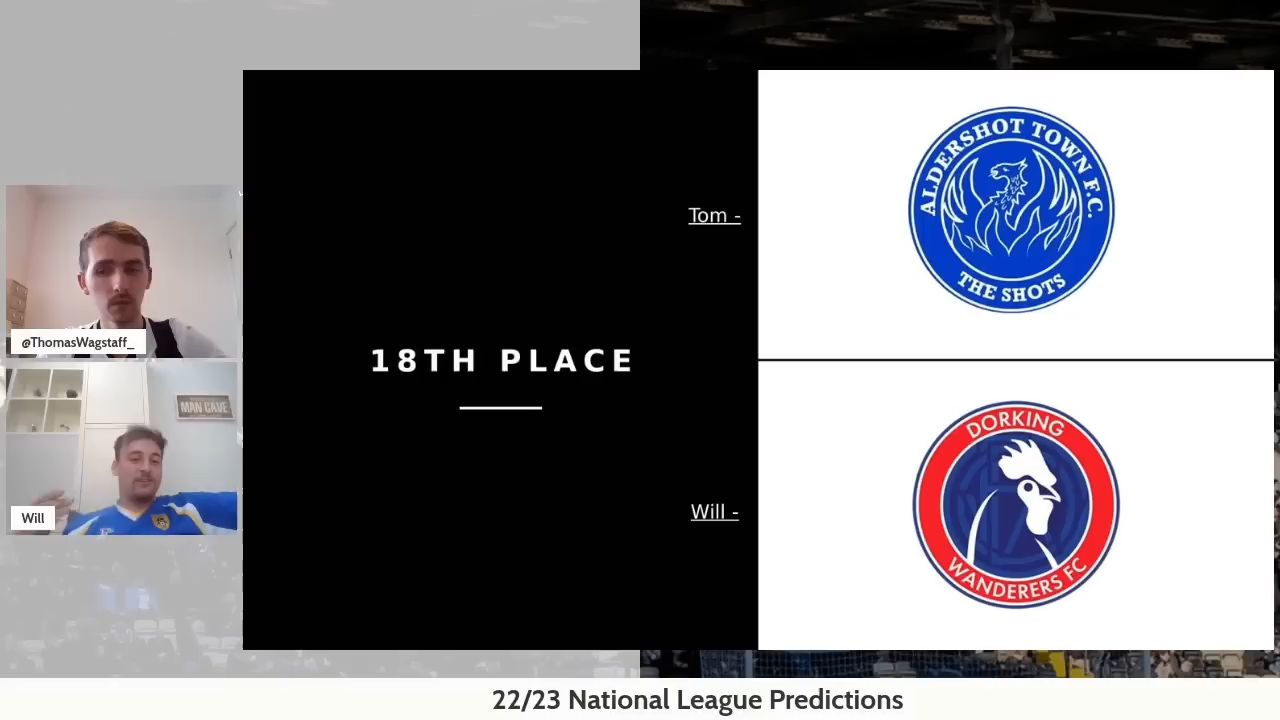 @ThomasWagstaff_
MAN CAVE
Will
18TH PLACE
Tom -
ALDERSHOT TOWN F.C.
THE SHOTS
Will -
DORKING
WANDERERS FC
22/23 National League Predictions